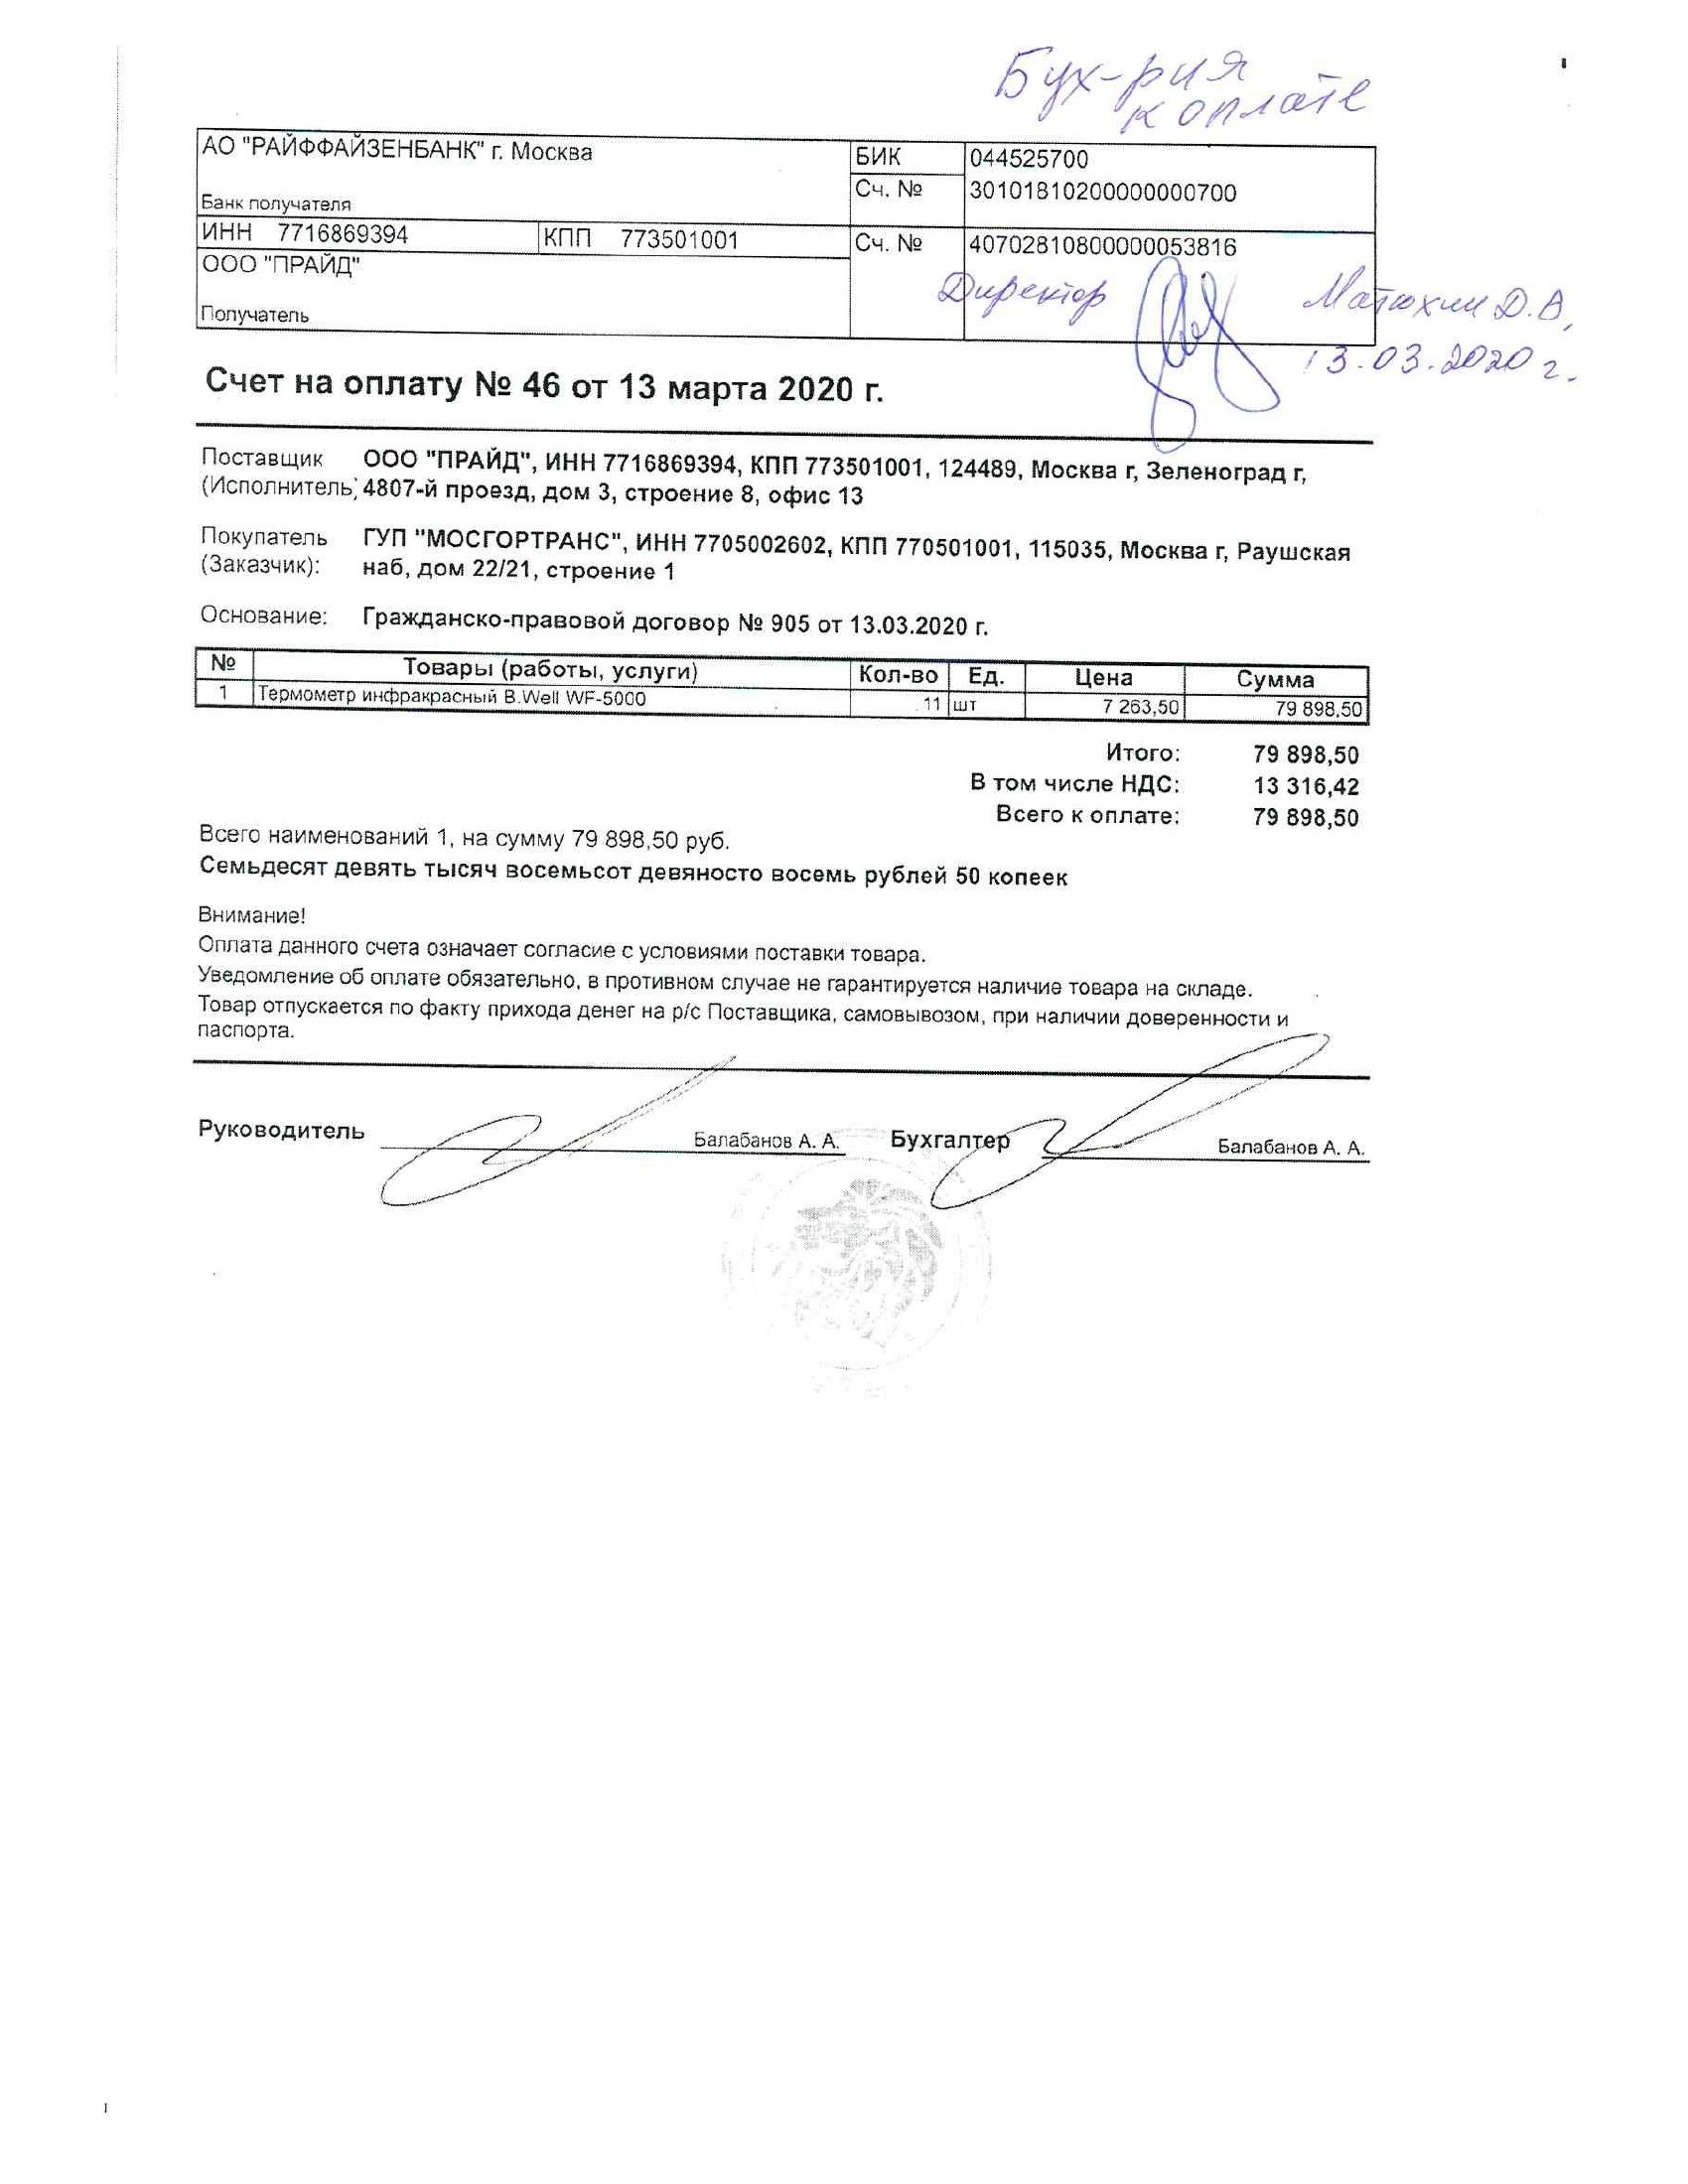 Бух-рия
к оплате
АО "РАЙФФАЙЗЕНБАНК" г. Москва
БИК
044525700
Сч. №
30101810200000000700
Банк получателя
ИНН 7716869394
КПП 773501001
Сч. №
40702810800000053816
ООО "ПРАЙД"
Получатель
Директор
Матюхин Д.В,
13.03.2020 г.
Счет на оплату № 46 от 13 марта 2020 г.
Поставщик ООО "ПРАЙД", ИНН 7716869394, КПП 773501001, 124489, Москва г, Зеленоград г,
(Исполнитель) 4807-й проезд, дом 3, строение 8, офис 13
Покупатель ГУП "МОСГОРТРАНС", ИНН 7705002602, КПП 770501001, 115035, Москва г, Раушская
(Заказчик): наб, дом 22/21, строение 1
Основание: Гражданско-правовой договор № 905 от 13.03.2020 г.
№ Товары (работы, услуги) Кол-во Ед. Цена Сумма
1 Термометр инфракрасный B.Well WF-5000 11 шт 7 263,50 79 898,50
Итого: 79 898,50
В том числе НДС: 13 316,42
Всего к оплате: 79 898,50
Всего наименований 1, на сумму 79 898,50 руб.
Семьдесят девять тысяч восемьсот девяносто восемь рублей 50 копеек
Внимание!
Оплата данного счета означает согласие с условиями поставки товара.
Уведомление об оплате обязательно, в противном случае не гарантируется наличие товара на складе.
Товар отпускается по факту прихода денег на р/с Поставщика, самовывозом, при наличии доверенности и
паспорта.
Руководитель Балабанов А. А. Бухгалтер Балабанов А. А.